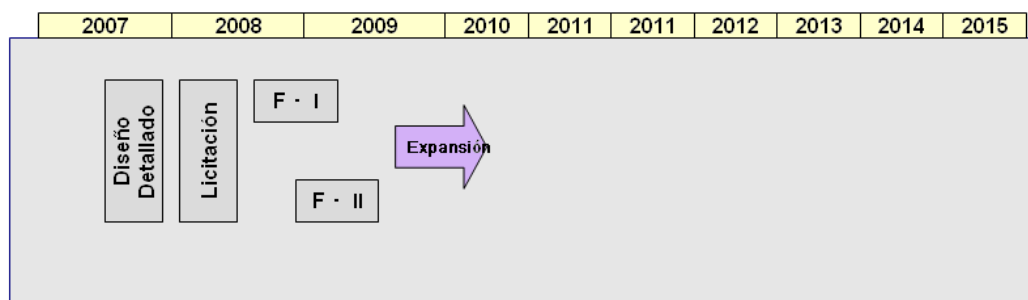 2007 2008 2009 2010 2011 2011 2012 2013 2014 2015
Diseño
Detallado
Licitación
F - I
Expansión
F - II